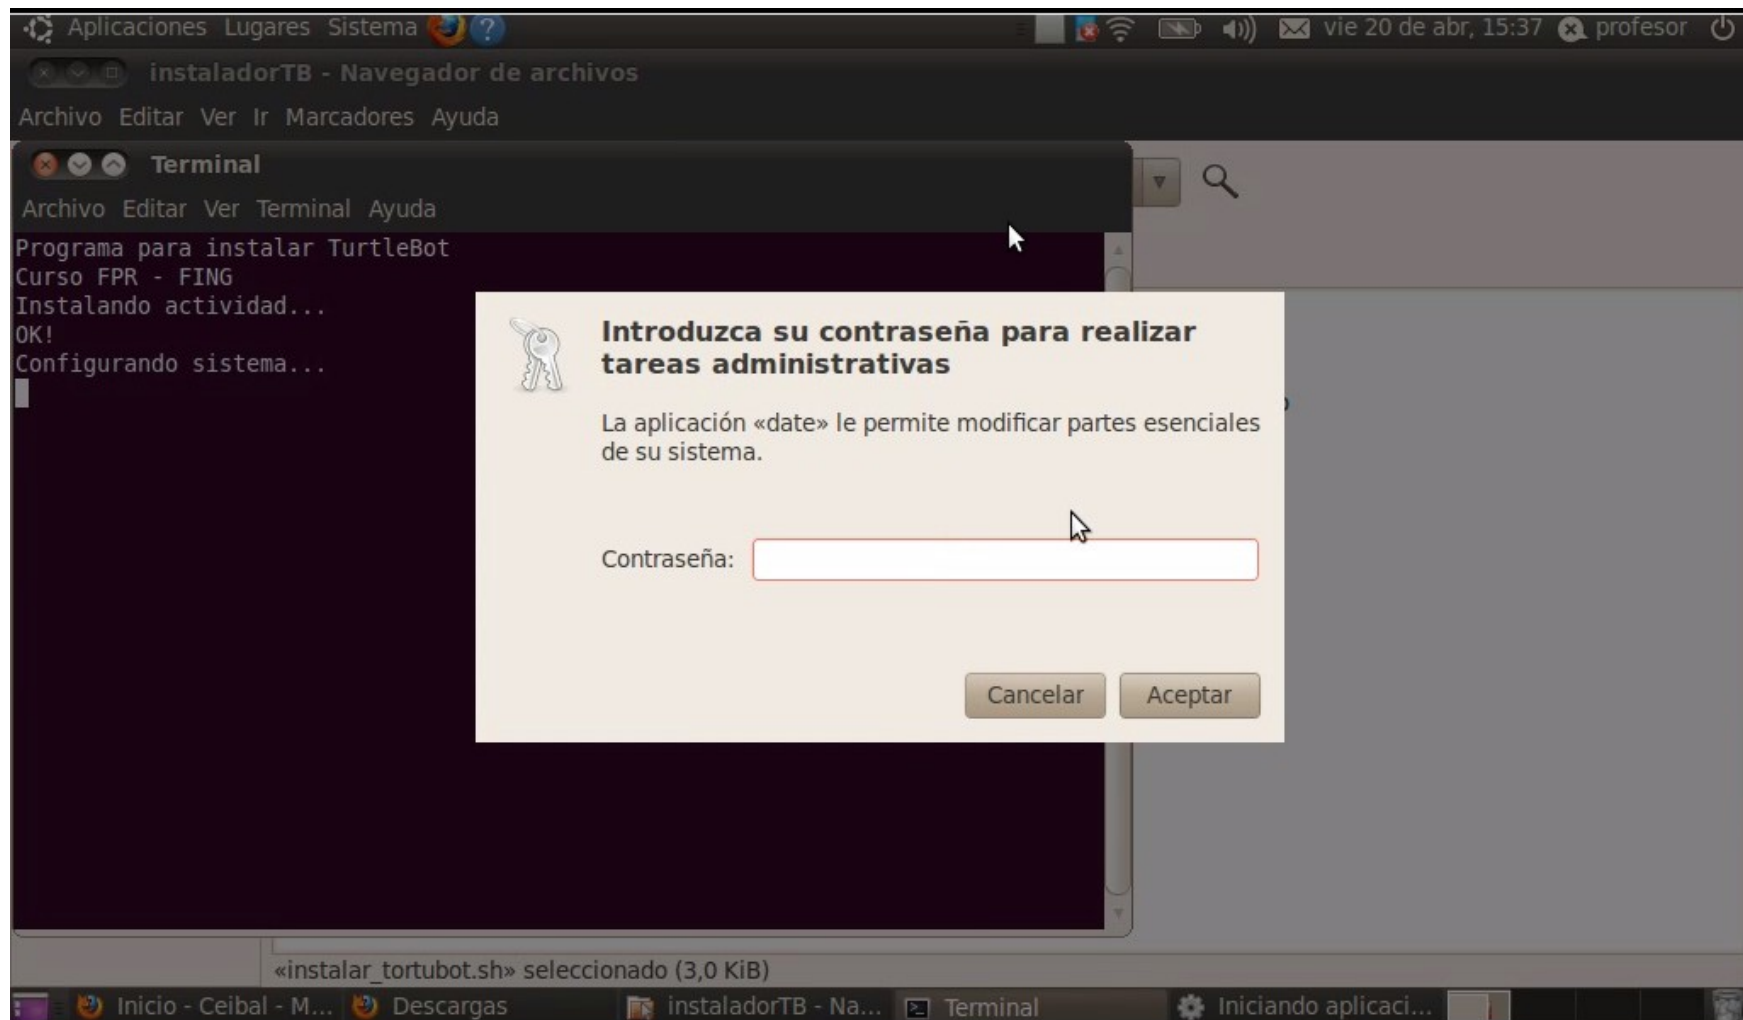 Aplicaciones Lugares Sistema ? vie 20 de abr, 15:37 profesor
instaladorTB - Navegador de archivos
Archivo Editar Ver Ir Marcadores Ayuda
Terminal
Archivo Editar Ver Terminal Ayuda
Programa para instalar TurtleBot
Curso FPR - FING
Instalando actividad...
OK!
Configurando sistema...
Introduzca su contraseña para realizar
tareas administrativas
La aplicación «date» le permite modificar partes esenciales
de su sistema.
Contraseña:
Cancelar Aceptar
«instalar_tortubot.sh» seleccionado (3,0 KiB)
Inicio - Ceibal - M... Descargas instaladorTB - Na... Terminal Iniciando aplicaci...